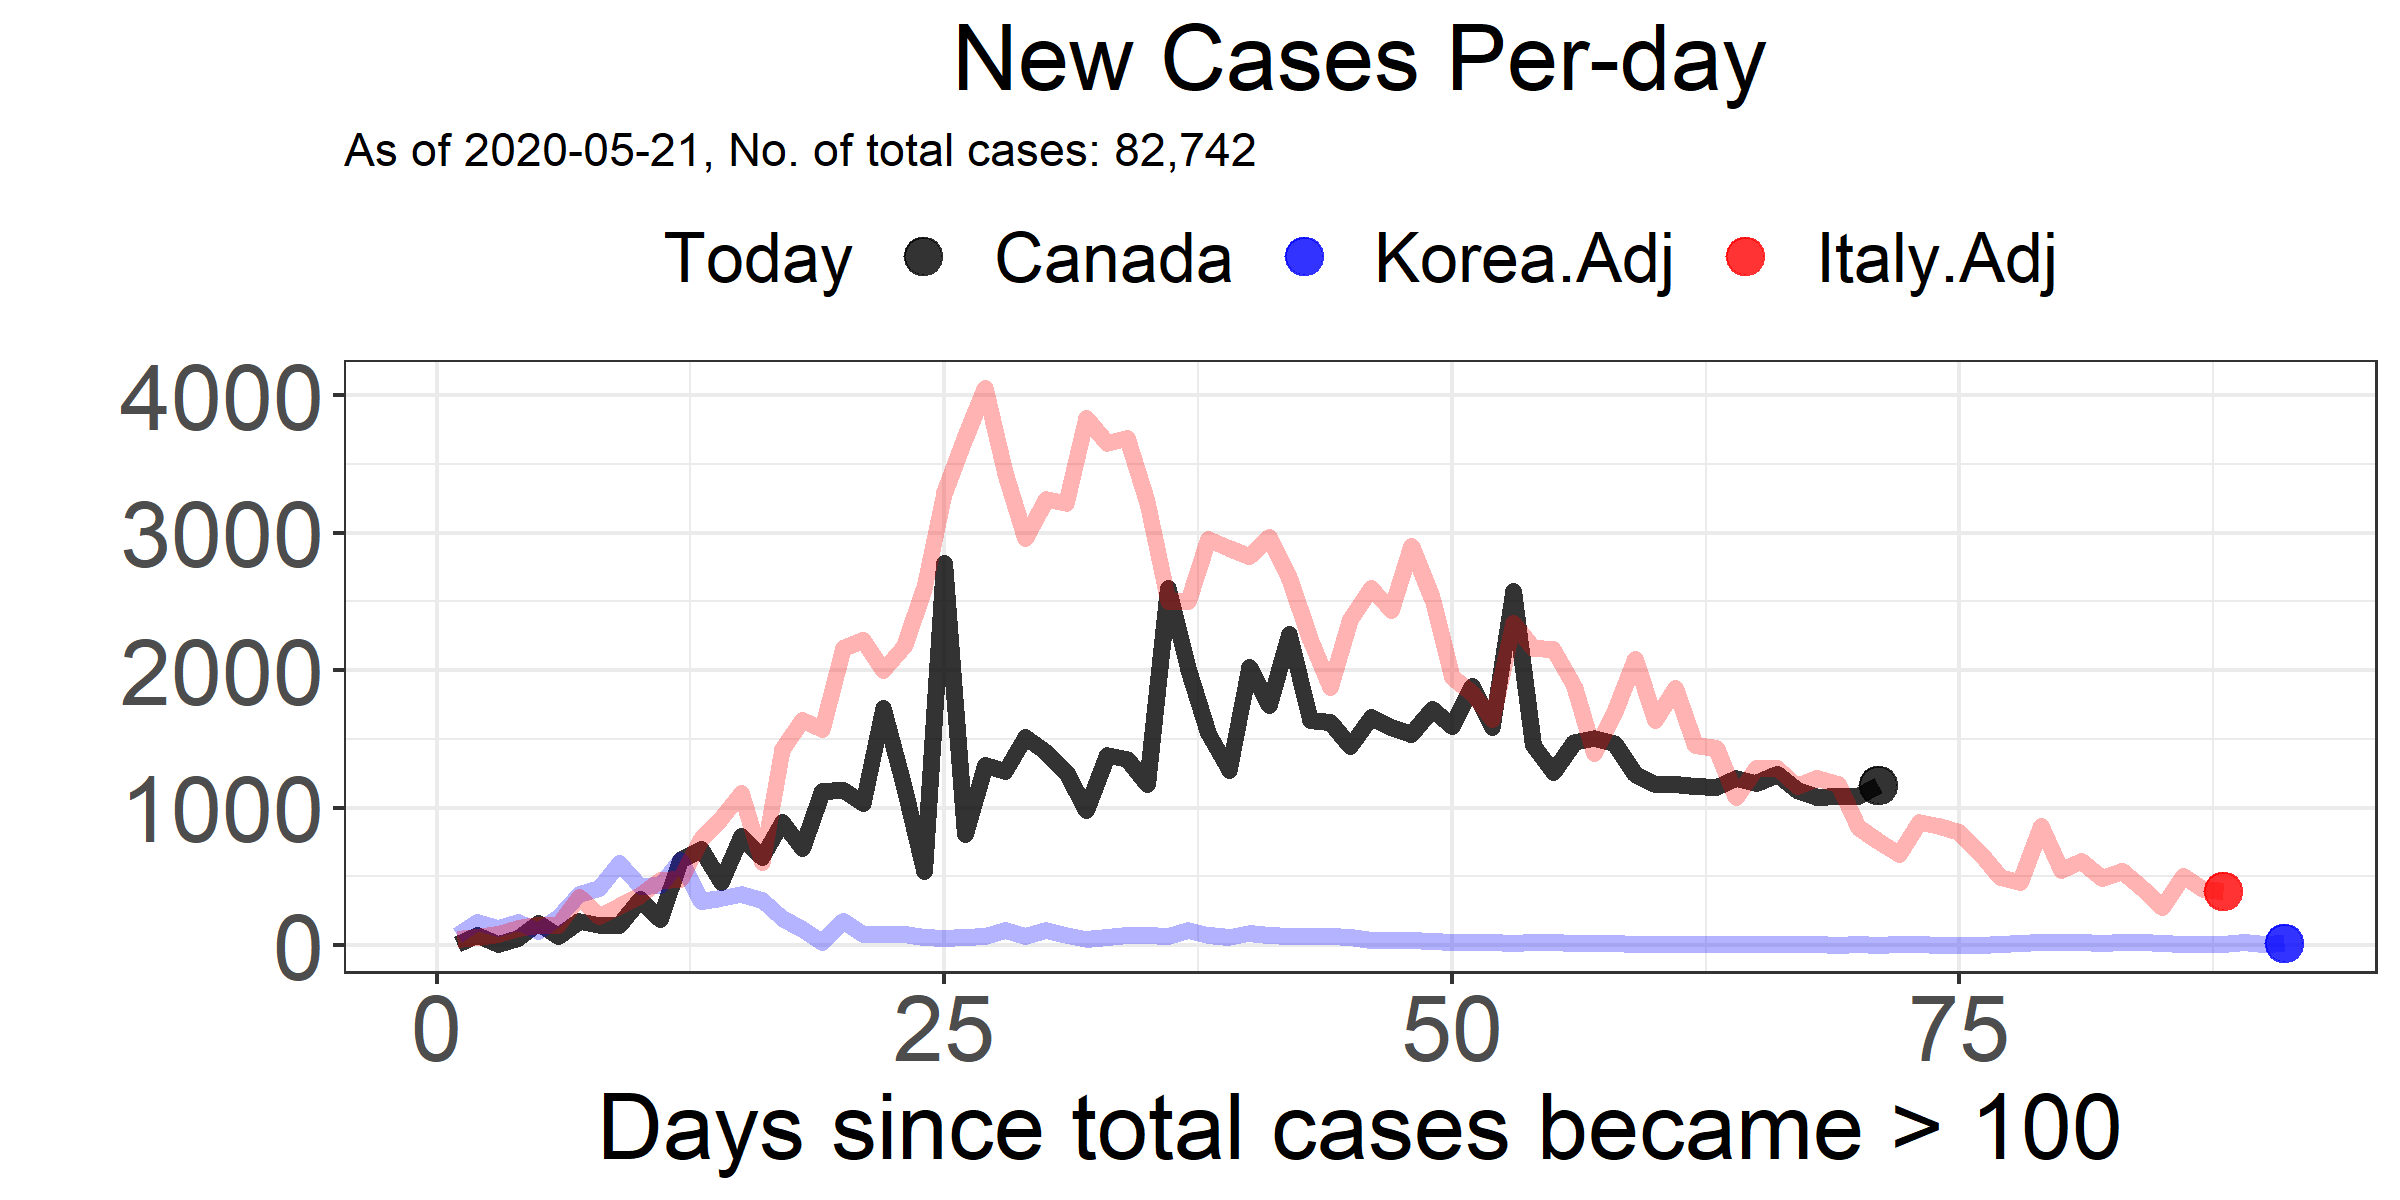 New Cases Per-day
As of 2020-05-21, No. of total cases: 82,742
Today Canada Korea.Adj Italy.Adj
4000
3000
2000
1000
0
0 25 50 75
Days since total cases became > 100